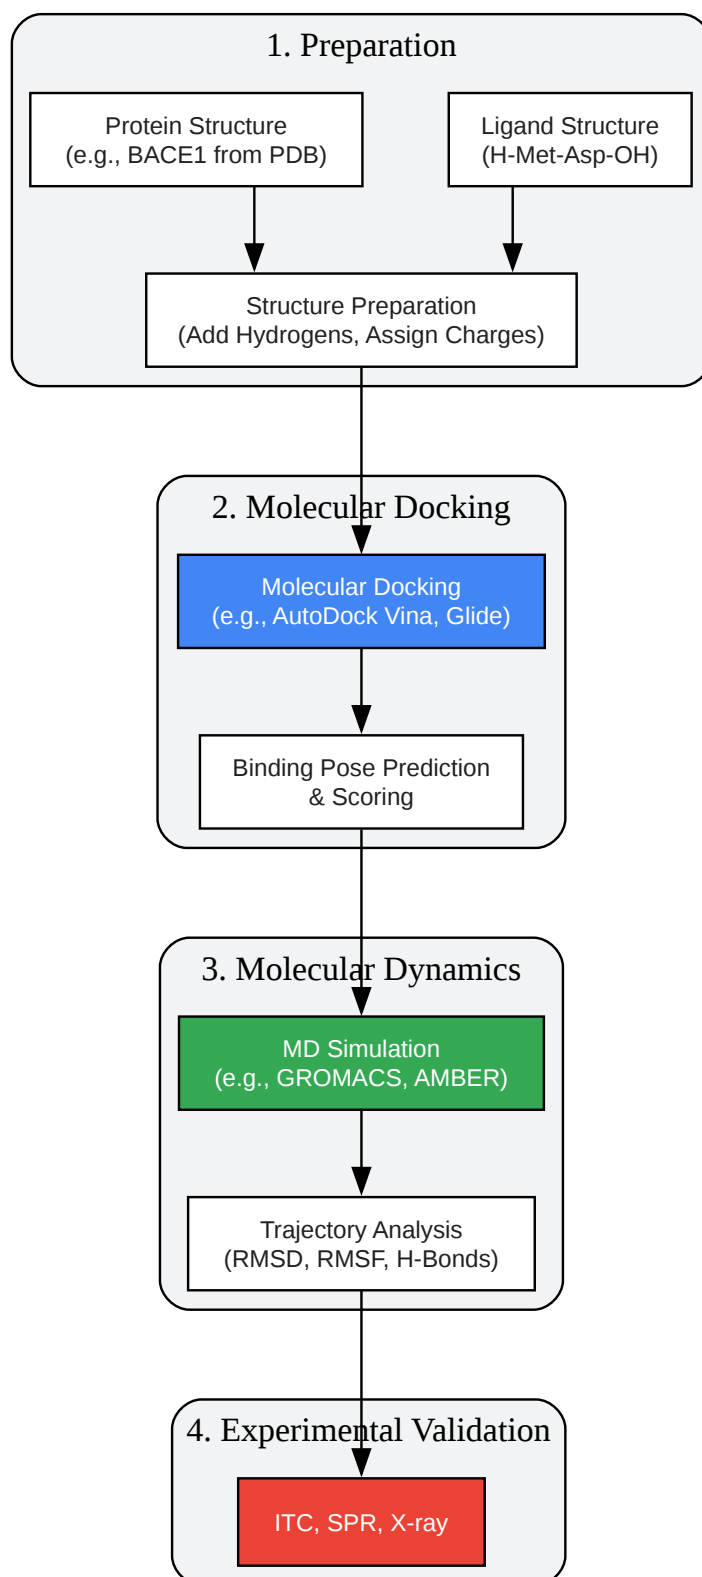 1. Preparation
Protein Structure
(e.g., BACE1 from PDB)
Ligand Structure
(H-Met-Asp-OH)
Structure Preparation
(Add Hydrogens, Assign Charges)
2. Molecular Docking
Molecular Docking
(e.g., AutoDock Vina, Glide)
Binding Pose Prediction
& Scoring
3. Molecular Dynamics
MD Simulation
(e.g., GROMACS, AMBER)
Trajectory Analysis
(RMSD, RMSF, H-Bonds)
4. Experimental Validation
ITC, SPR, X-ray